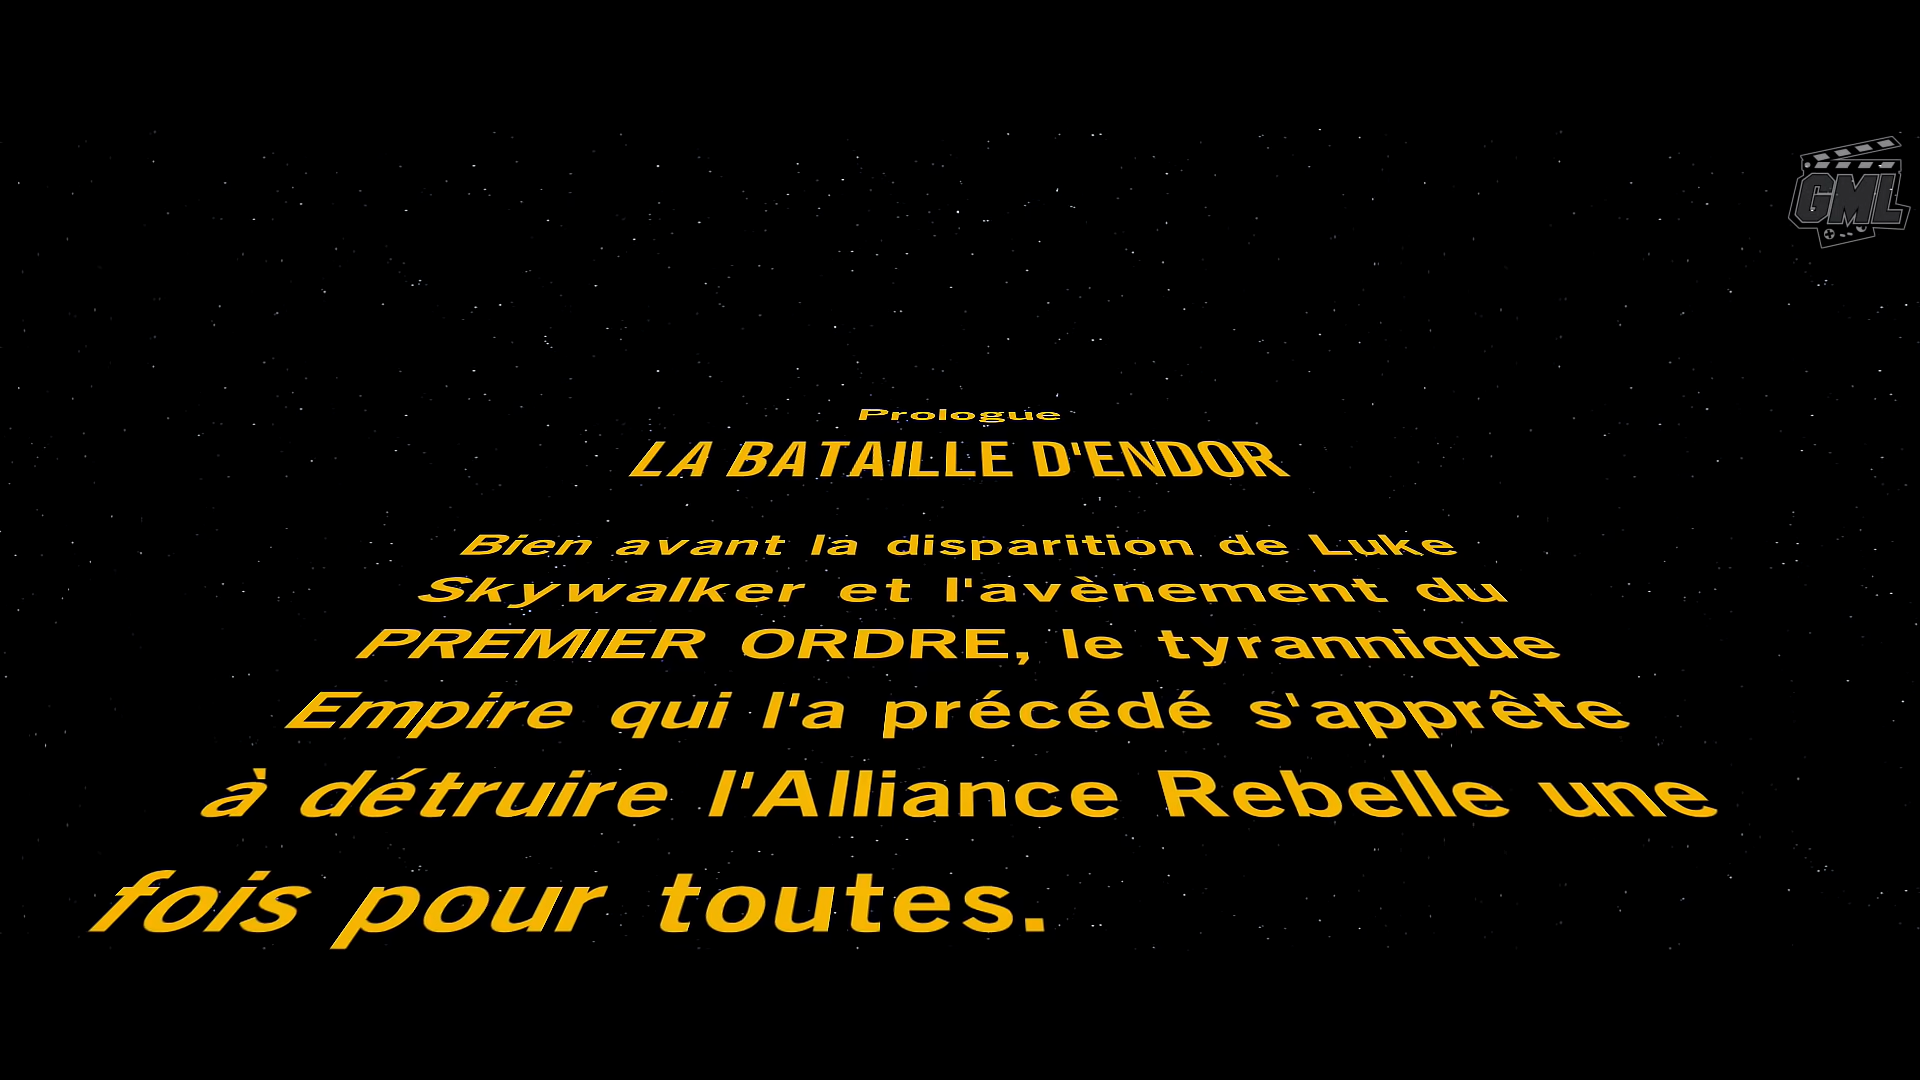 GML
Prologue
LA BATAILLE D'ENDOR
Bien avant la disparition de Luke
Skywalker et l'avènement du
PREMIER ORDRE, le tyrannique
Empire qui l'a précédé s'apprête
à détruire l'Alliance Rebelle une
fois pour toutes.